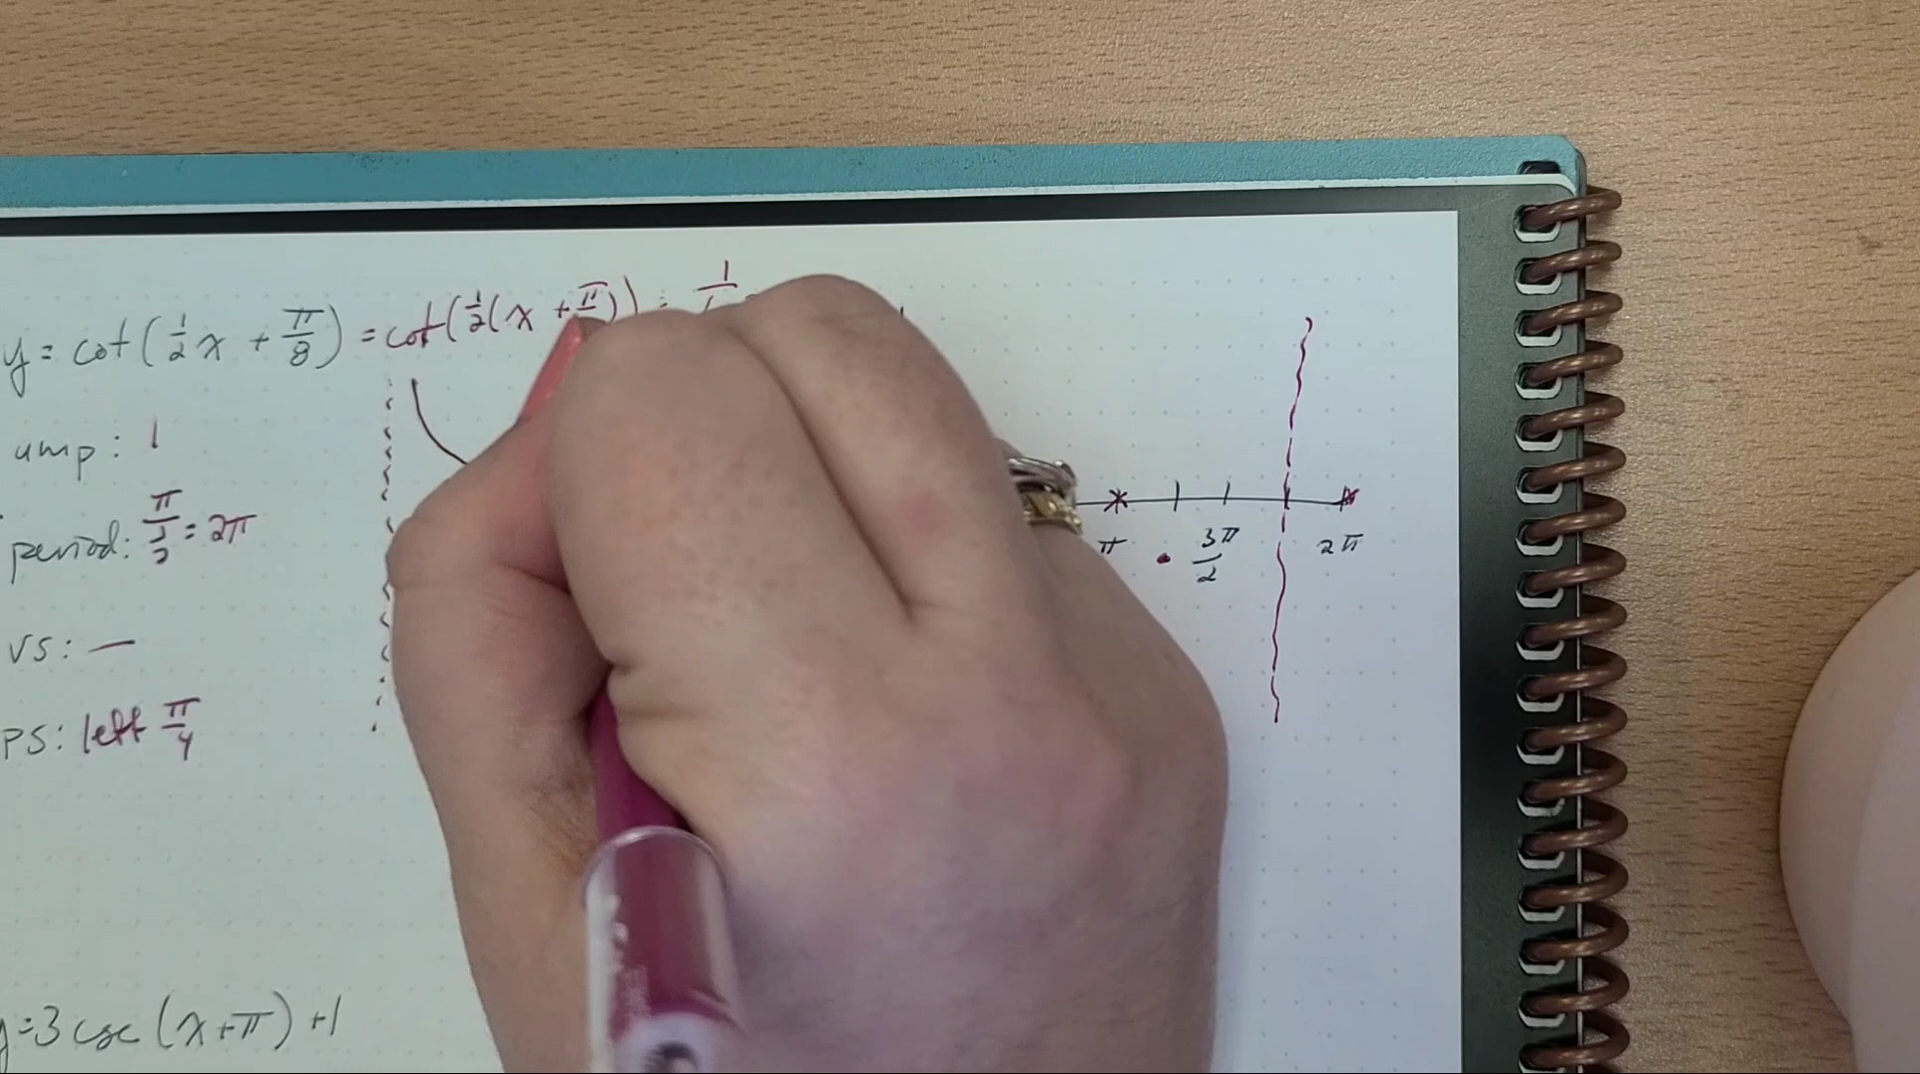 y = cot(1/2 x + π/8) = cot(1/2(x + π
amp: 1
π 3π/2 2π
period: π/(1/2) = 2π
VS: —
PS: left π/4
y = 3 csc (x + π) + 1